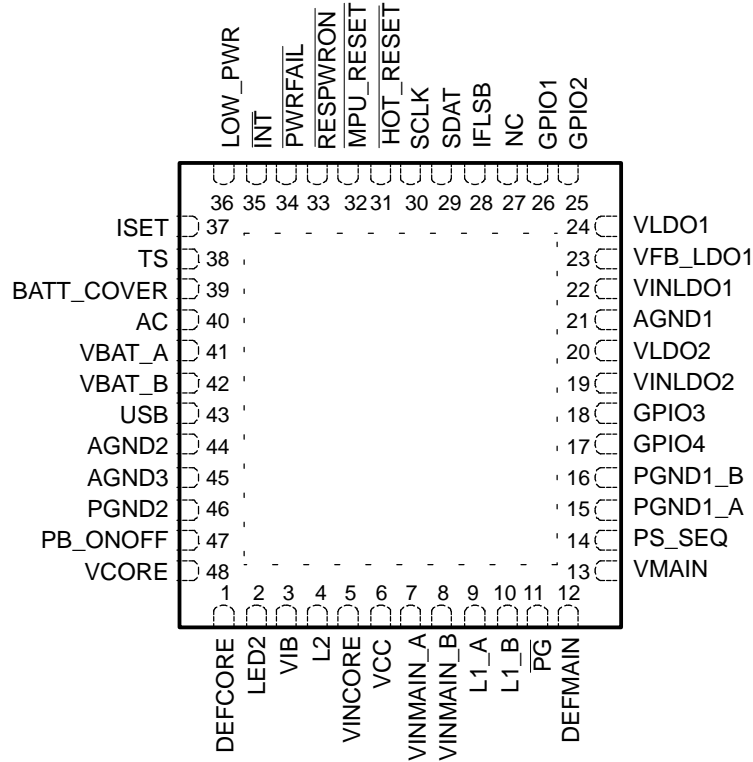 LOW_PWR
INT
PWRFAIL
RESPWRON
MPU_RESET
HOT_RESET
SCLK
SDAT
IFLSB
NC
GPIO1
GPIO2
36 35 34 33 32 31 30 29 28 27 26 25
ISET 37 24 VLDO1
TS 38 23 VFB_LDO1
BATT_COVER 39 22 VINLDO1
AC 40 21 AGND1
VBAT_A 41 20 VLDO2
VBAT_B 42 19 VINLDO2
USB 43 18 GPIO3
AGND2 44 17 GPIO4
AGND3 45 16 PGND1_B
PGND2 46 15 PGND1_A
PB_ONOFF 47 14 PS_SEQ
VCORE 48 13 VMAIN
1 2 3 4 5 6 7 8 9 10 11 12
DEFCORE
LED2
VIB
L2
VINCORE
VCC
VINMAIN_A
VINMAIN_B
L1_A
L1_B
PG
DEFMAIN